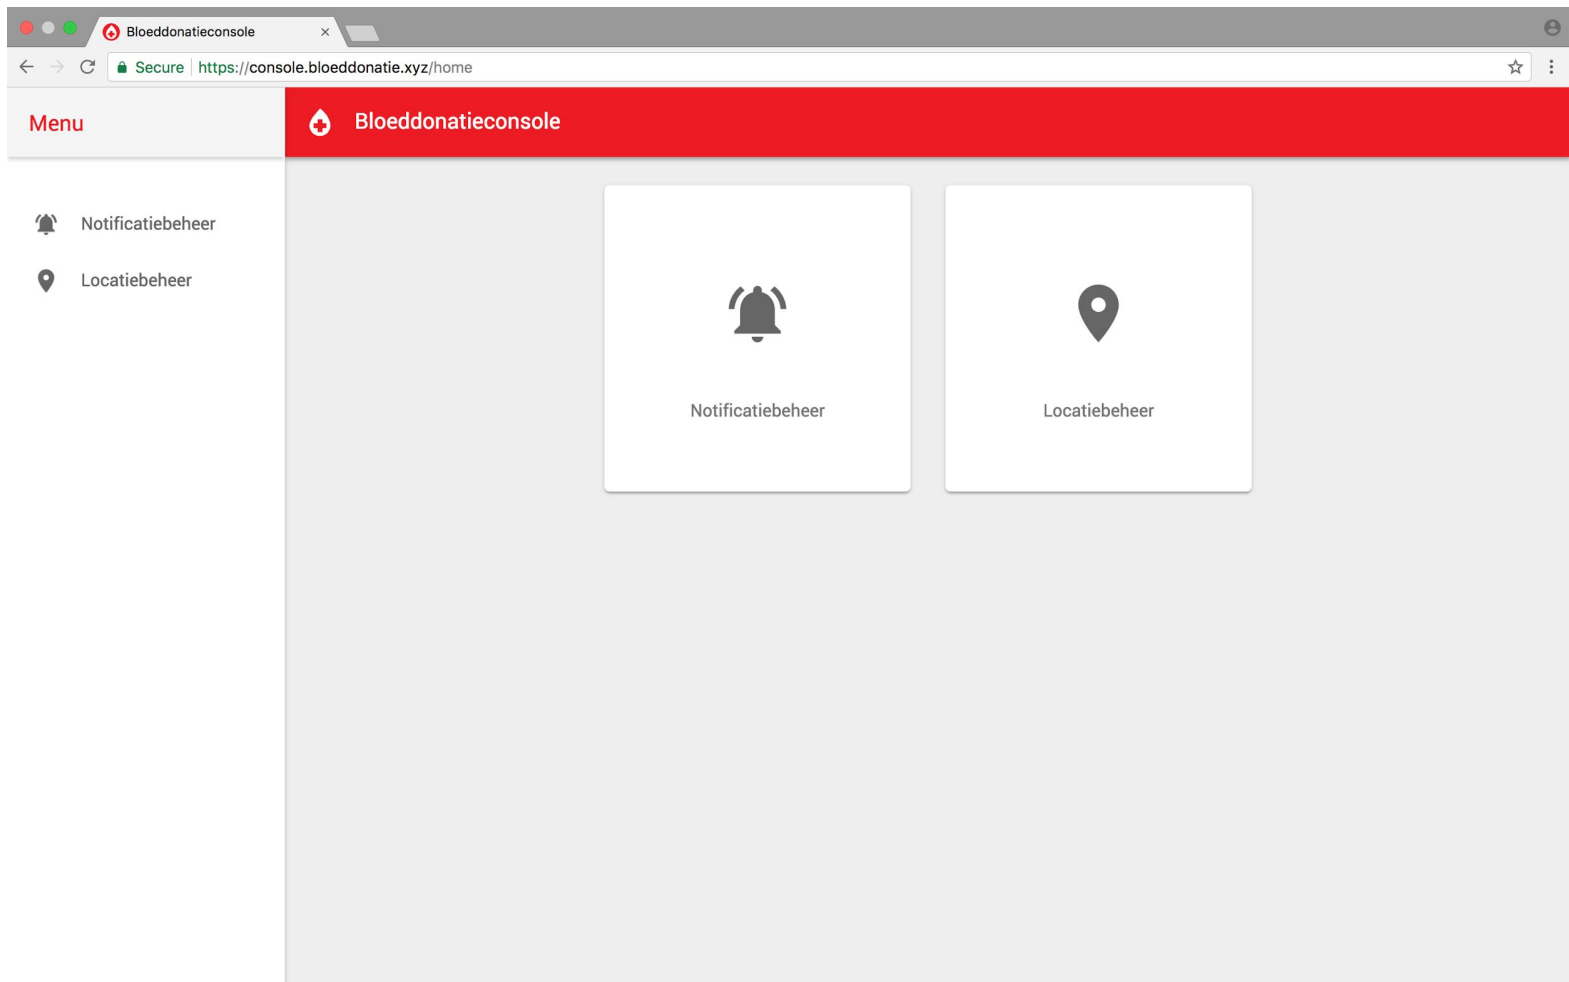 Bloeddonatieconsole
Secure https://console.bloeddonatie.xyz/home
Menu
Bloeddonatieconsole
Notificatiebeheer
Locatiebeheer
Notificatiebeheer
Locatiebeheer